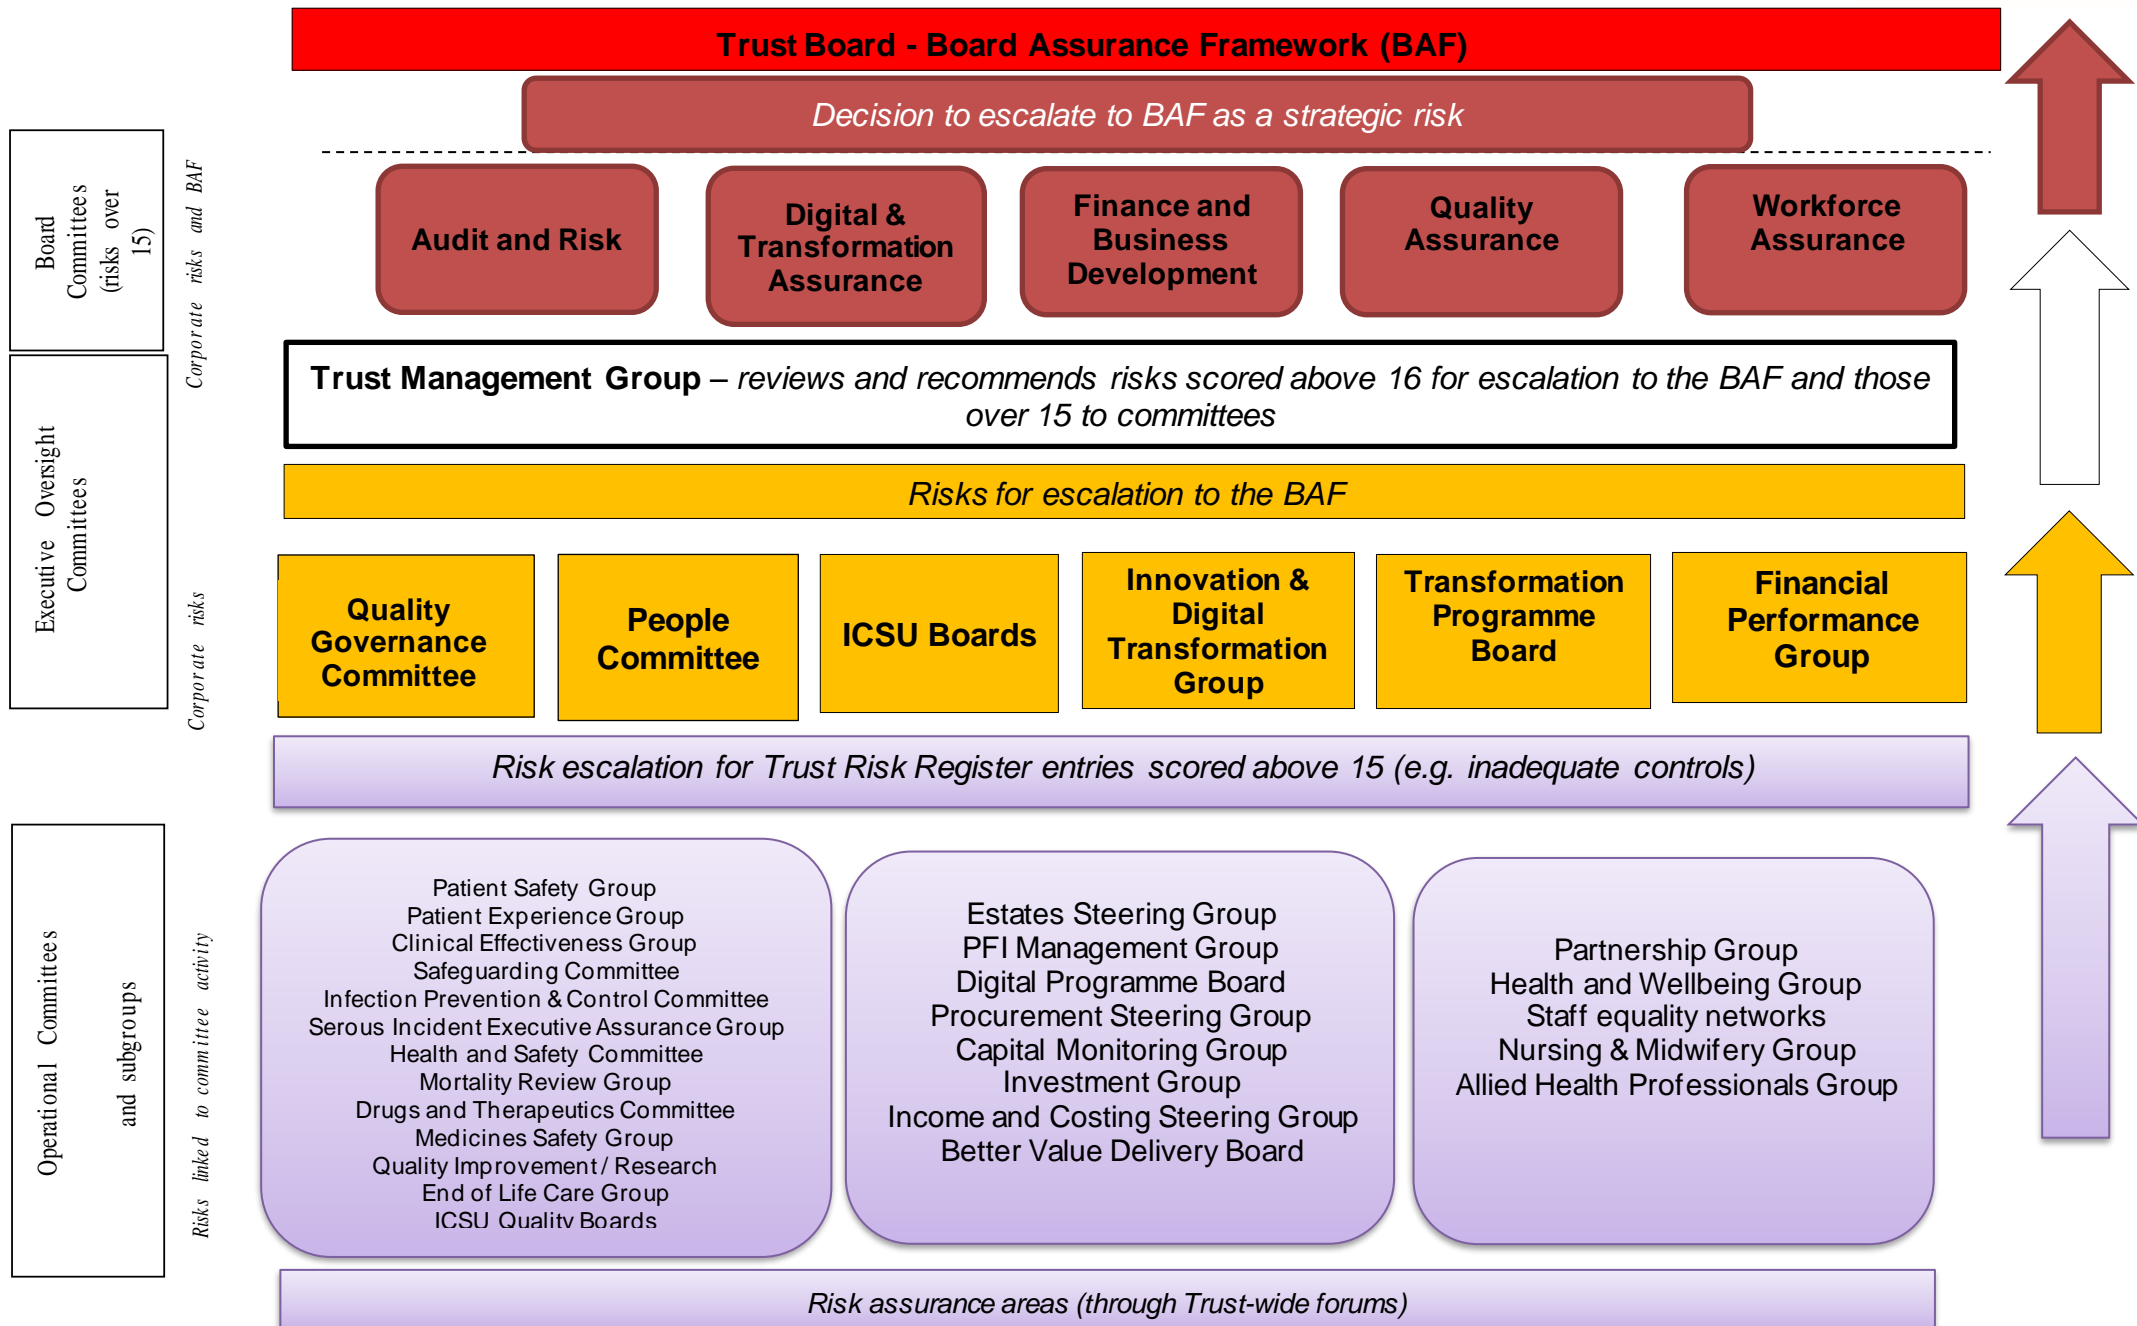 Trust Board - Board Assurance Framework (BAF)
Decision to escalate to BAF as a strategic risk
Board
Committees
(risks over
15)
Corporate risks and BAF
Audit and Risk
Digital &
Transformation
Assurance
Finance and
Business
Development
Quality
Assurance
Workforce
Assurance
Trust Management Group – reviews and recommends risks scored above 16 for escalation to the BAF and those
over 15 to committees
Executive Oversight
Committees
Corporate risks
Risks for escalation to the BAF
Quality
Governance
Committee
People
Committee
ICSU Boards
Innovation &
Digital
Transformation
Group
Transformation
Programme
Board
Financial
Performance
Group
Risk escalation for Trust Risk Register entries scored above 15 (e.g. inadequate controls)
Operational Committees
and subgroups
Risks linked to committee activity
Patient Safety Group
Patient Experience Group
Clinical Effectiveness Group
Safeguarding Committee
Infection Prevention & Control Committee
Serous Incident Executive Assurance Group
Health and Safety Committee
Mortality Review Group
Drugs and Therapeutics Committee
Medicines Safety Group
Quality Improvement / Research
End of Life Care Group
ICSU Quality Boards
Estates Steering Group
PFI Management Group
Digital Programme Board
Procurement Steering Group
Capital Monitoring Group
Investment Group
Income and Costing Steering Group
Better Value Delivery Board
Partnership Group
Health and Wellbeing Group
Staff equality networks
Nursing & Midwifery Group
Allied Health Professionals Group
Risk assurance areas (through Trust-wide forums)